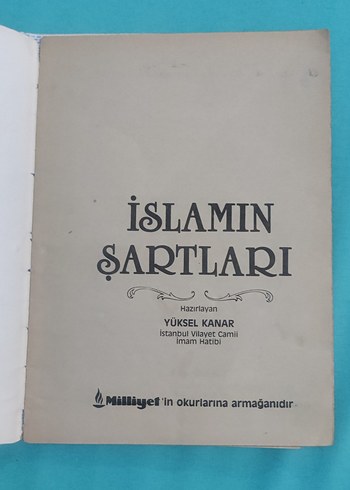 İSLAMIN
ŞARTLARI
Hazırlayan
YÜKSEL KANAR
İstanbul Vilayet Camii
İmam Hatibi
Milliyet'in okurlarına armağanıdır